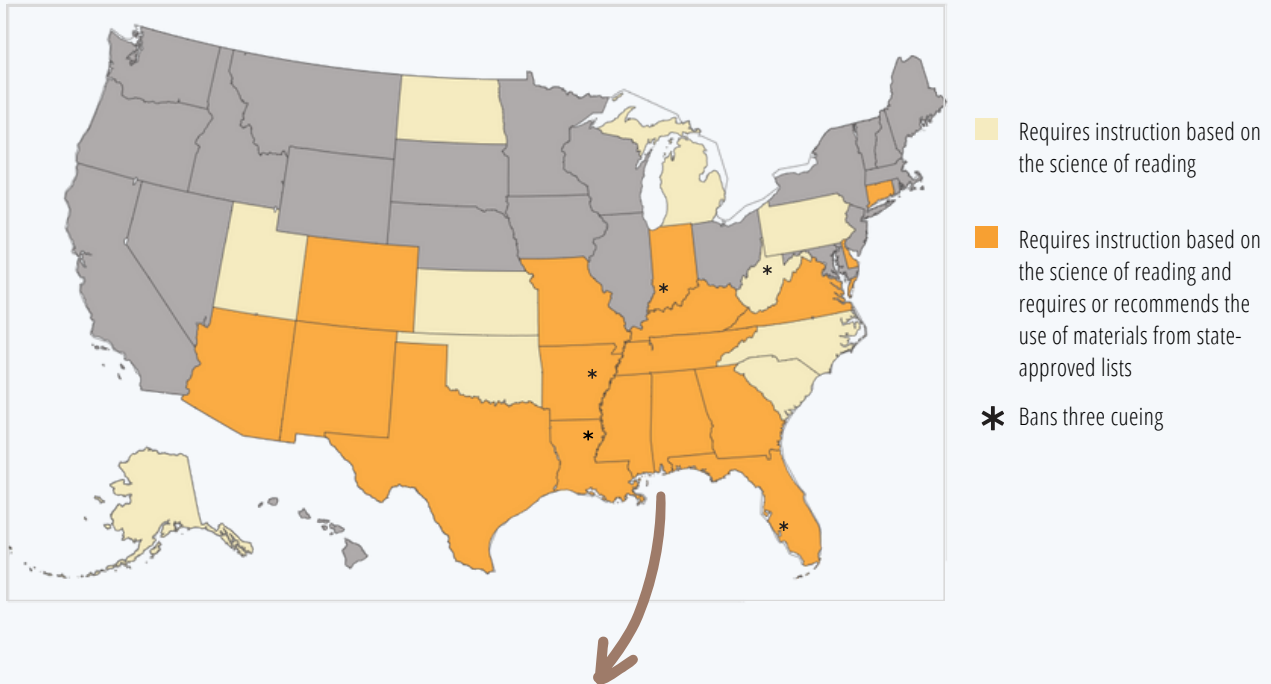 Requires instruction based on
the science of reading
Requires instruction based on
the science of reading and
requires or recommends the
use of materials from state-
approved lists
* Bans three cueing